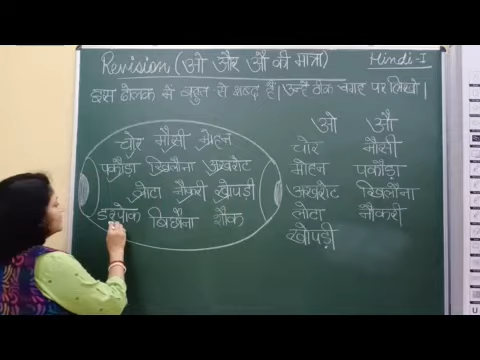 Revision (ओ और औ की मात्रा) Hindi-I
इस ढोलक में बहुत से शब्द हैं। उन्हें ठीक जगह पर लिखो।
चोर मौसी मोहन
पकौड़ा खिलौना अखरोट
लोटा नौकरी खोपड़ी
डरपोक बिछौना शौक
ओ औ
चोर मौसी
मोहन पकौड़ा
अखरोट खिलौना
लोटा नौकरी
खोपड़ी